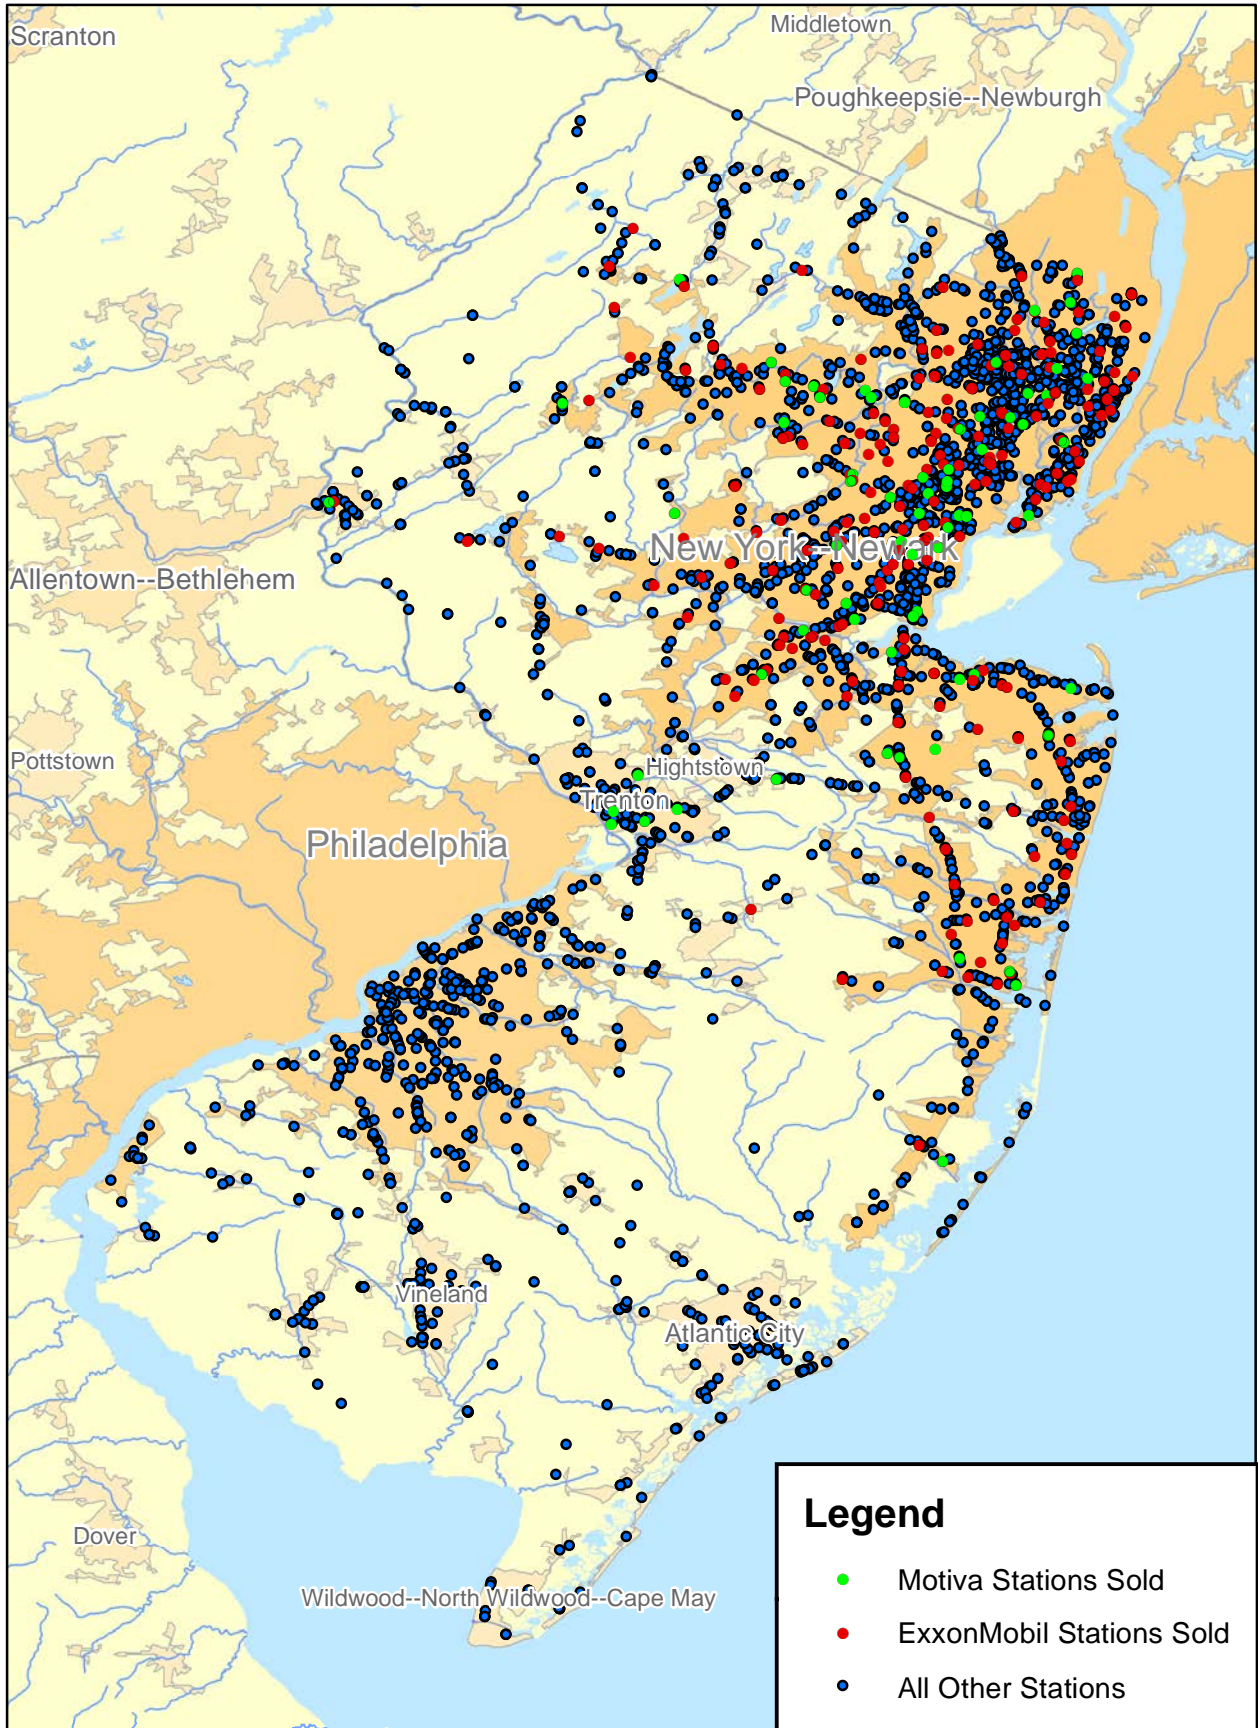 Scranton
Middletown
Poughkeepsie--Newburgh
New York--Newark
Allentown--Bethlehem
Pottstown
Hightstown
Trenton
Philadelphia
Vineland
Atlantic City
Dover
Wildwood--North Wildwood--Cape May
Legend
Motiva Stations Sold
ExxonMobil Stations Sold
All Other Stations